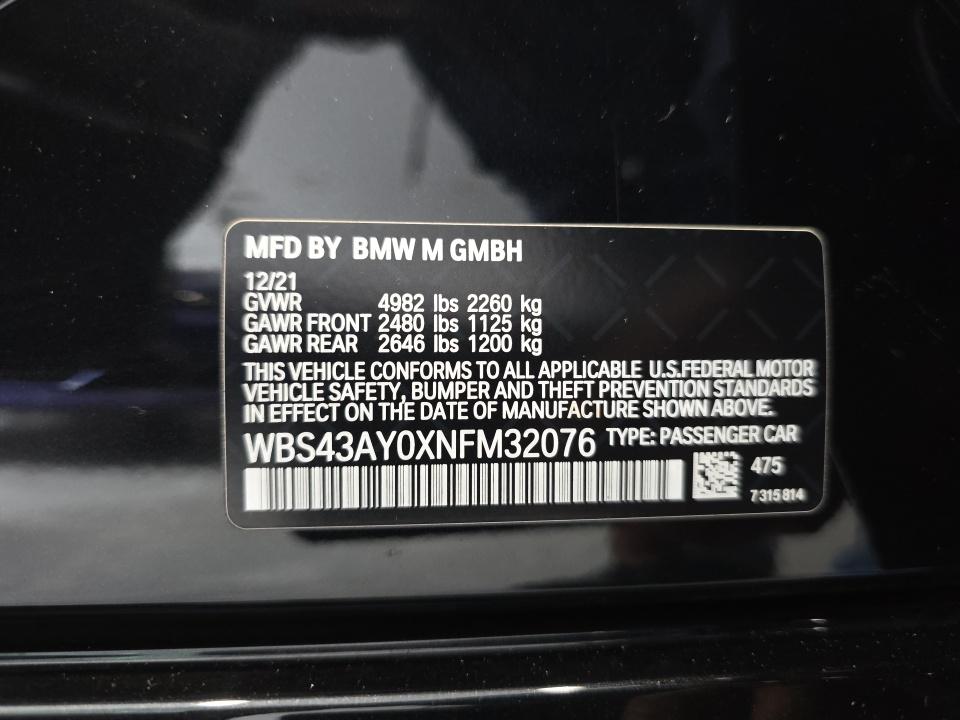 MFD BY BMW M GMBH
12/21
GVWR 4982 lbs 2260 kg
GAWR FRONT 2480 lbs 1125 kg
GAWR REAR 2646 lbs 1200 kg
THIS VEHICLE CONFORMS TO ALL APPLICABLE U.S.FEDERAL MOTOR
VEHICLE SAFETY, BUMPER AND THEFT PREVENTION STANDARDS
IN EFFECT ON THE DATE OF MANUFACTURE SHOWN ABOVE.
WBS43AY0XNFM32076 TYPE: PASSENGER CAR
475
7 315 814